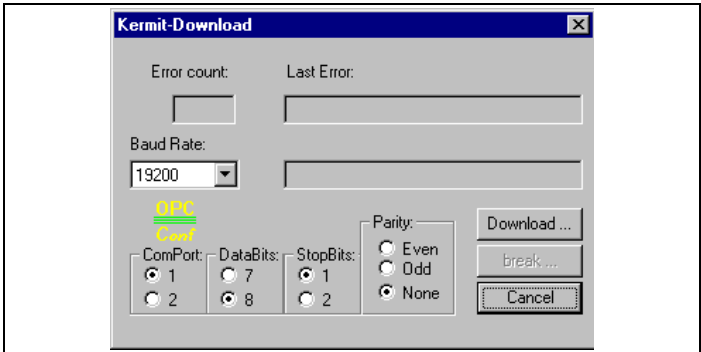 Kermit-Download
Error count:
Last Error:
Baud Rate:
19200
OPC
Conf
ComPort:
1
2
DataBits:
7
8
StopBits:
1
2
Parity:
Even
Odd
None
Download ...
break ...
Cancel